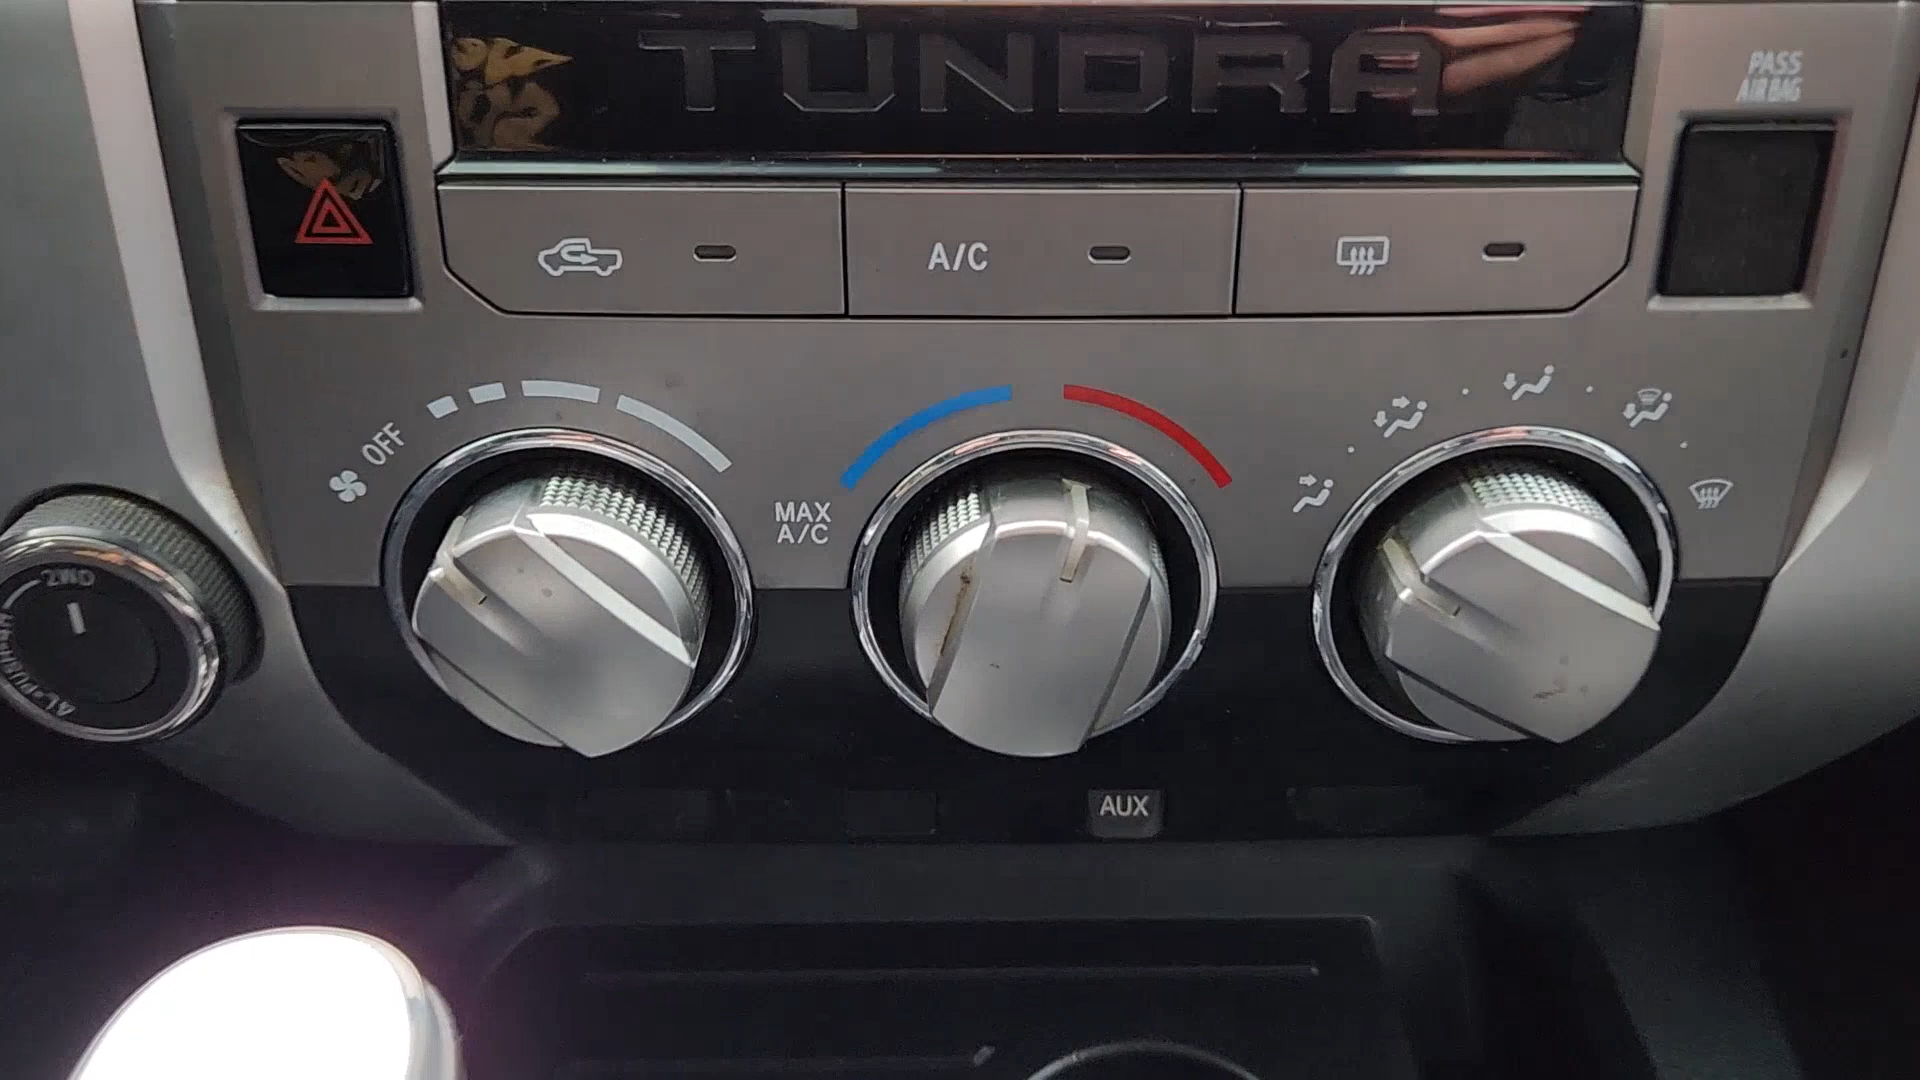 TUNDRA
PASS
AIR BAG
A/C
OFF
MAX
A/C
2WD
AUX